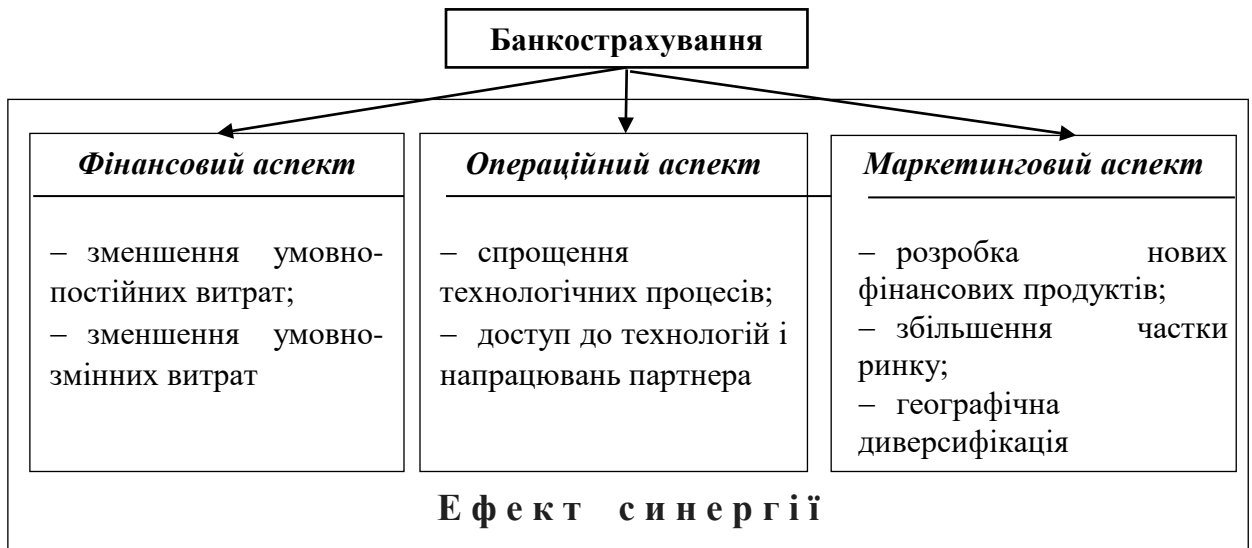 Банкострахування
Фінансовий аспект
− зменшення умовно-
постійних витрат;
− зменшення умовно-
змінних витрат
Операційний аспект
− спрощення
технологічних процесів;
− доступ до технологій і
напрацювань партнера
Маркетинговий аспект
− розробка нових
фінансових продуктів;
− збільшення частки
ринку;
− географічна
диверсифікація
Ефект синергії